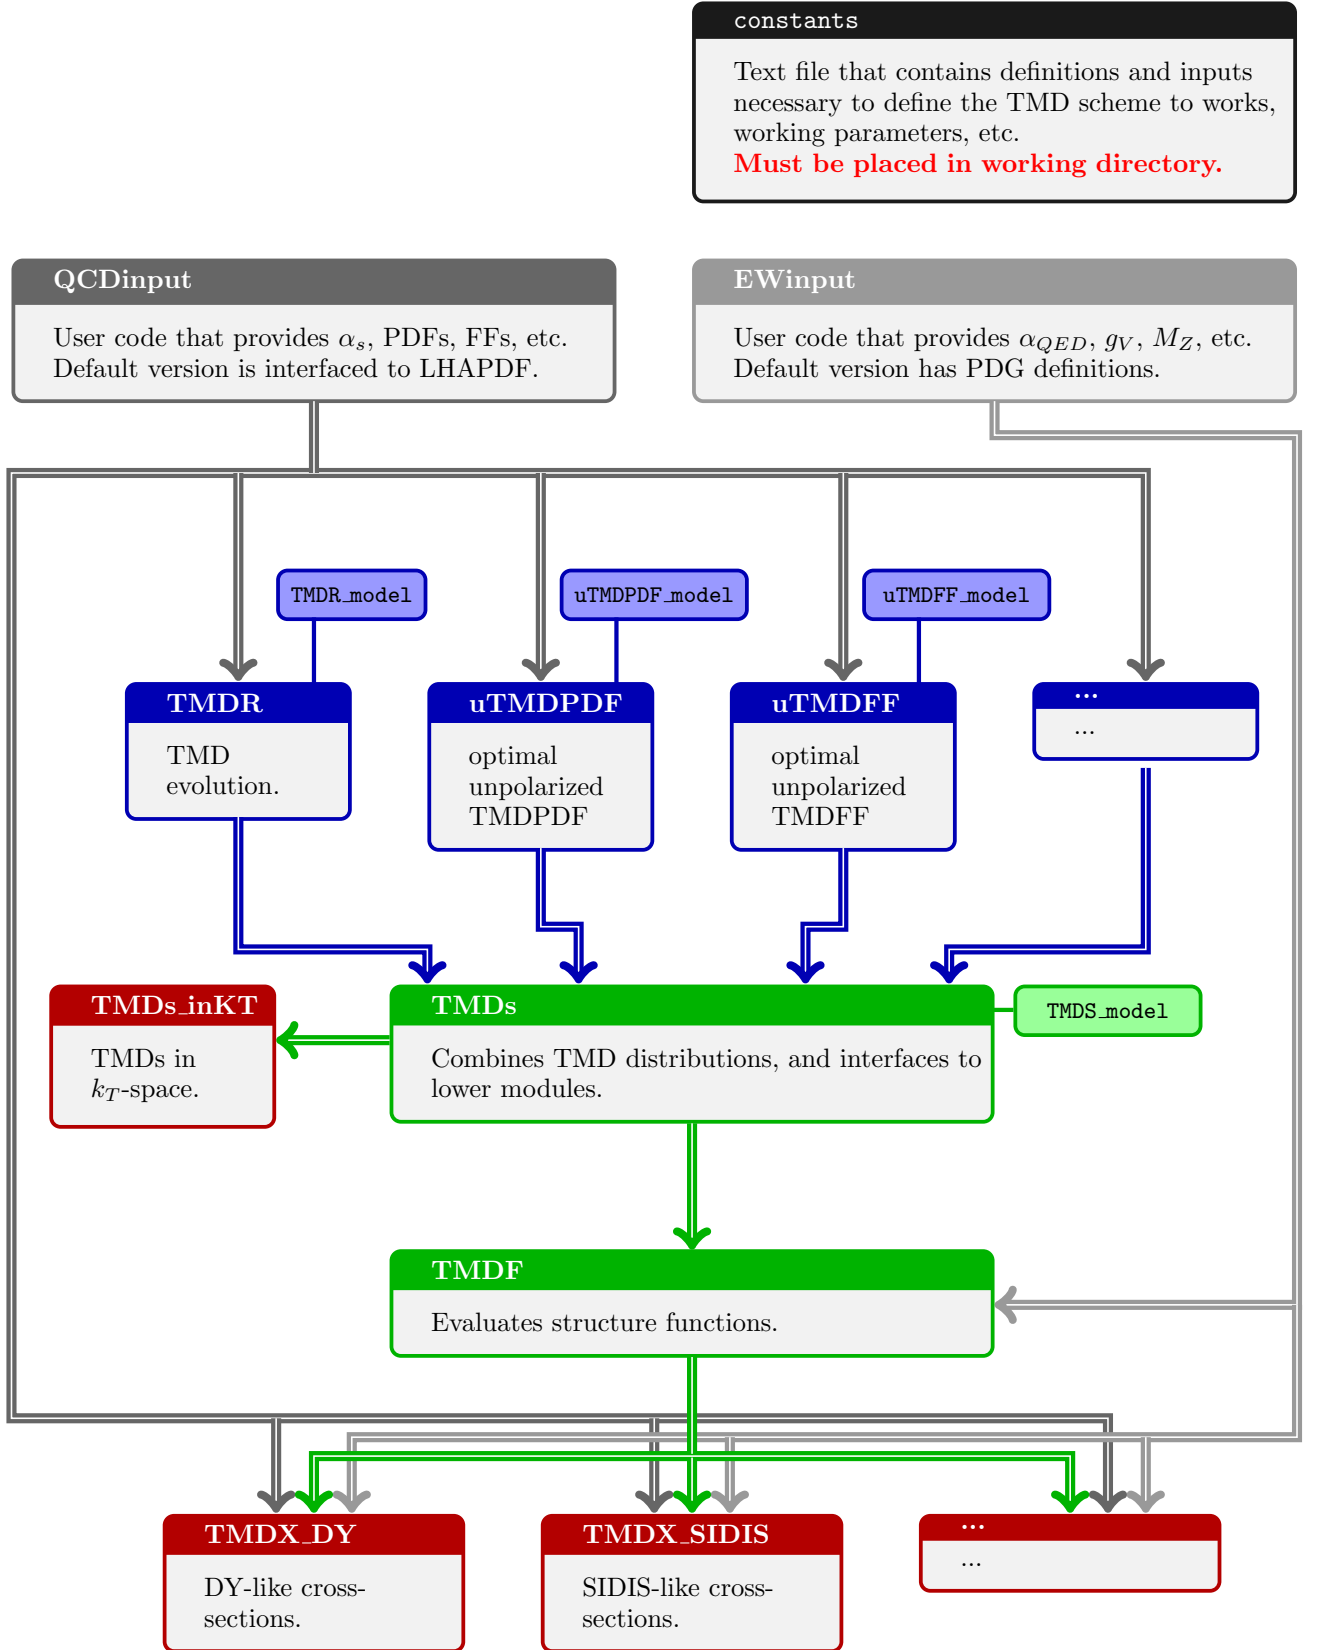 constants
Text file that contains definitions and inputs
necessary to define the TMD scheme to works,
working parameters, etc.
Must be placed in working directory.
QCDinput
User code that provides αs, PDFs, FFs, etc.
Default version is interfaced to LHAPDF.
EWinput
User code that provides αQED, gV, MZ, etc.
Default version has PDG definitions.
TMDR_model
uTMDPDF_model
uTMDFF_model
TMDR
TMD
evolution.
uTMDPDF
optimal
unpolarized
TMDPDF
uTMDFF
optimal
unpolarized
TMDFF
...
...
TMDs_inKT
TMDs in
kT-space.
TMDs
Combines TMD distributions, and interfaces to
lower modules.
TMDS_model
TMDF
Evaluates structure functions.
TMDX_DY
DY-like cross-
sections.
TMDX_SIDIS
SIDIS-like cross-
sections.
...
...